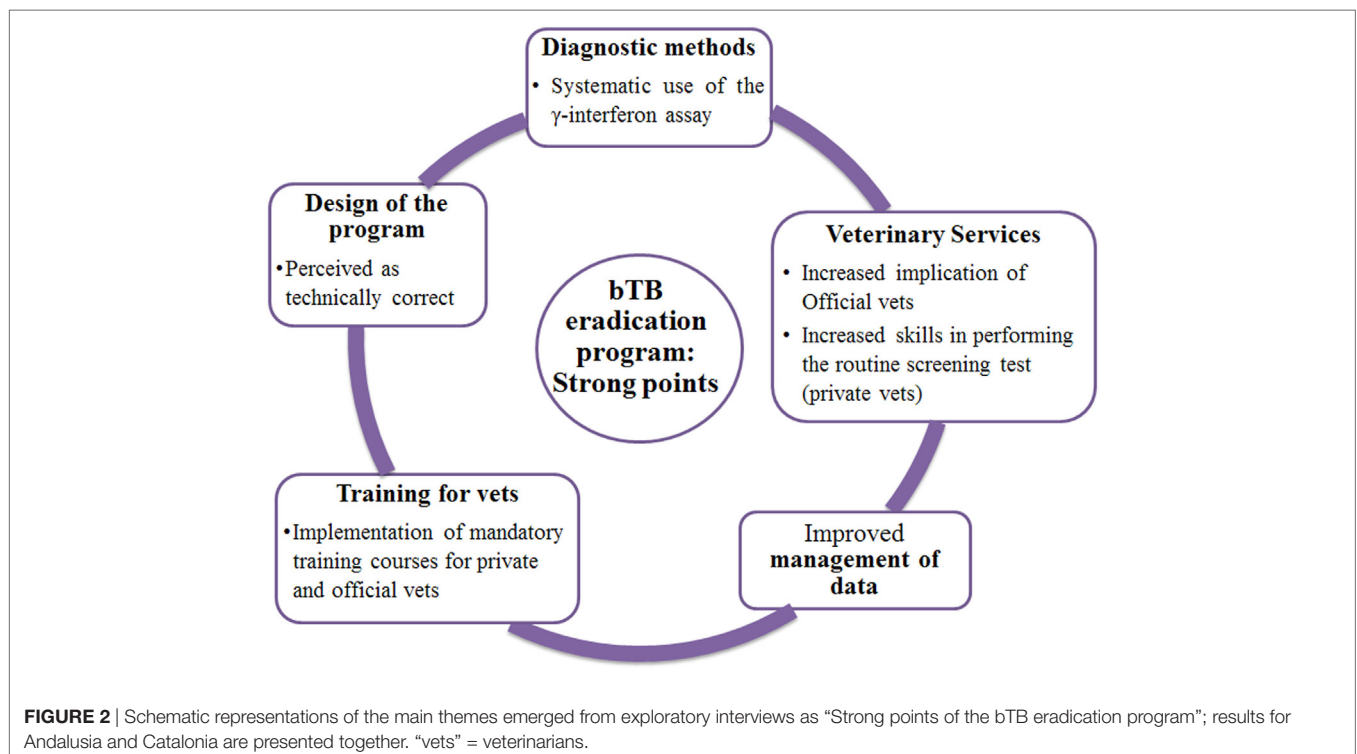 Diagnostic methods
• Systematic use of the
γ-interferon assay
Design of the
program
•Perceived as
technically correct
Veterinary Services
• Increased implication of
Official vets
• Increased skills in performing
the routine screening test
(private vets)
bTB
eradication
program:
Strong points
Training for vets
•Implementation of mandatory
training courses for private
and official vets
Improved
management of
data
FIGURE 2 | Schematic representations of the main themes emerged from exploratory interviews as “Strong points of the bTB eradication program”; results for
Andalusia and Catalonia are presented together. “vets” = veterinarians.